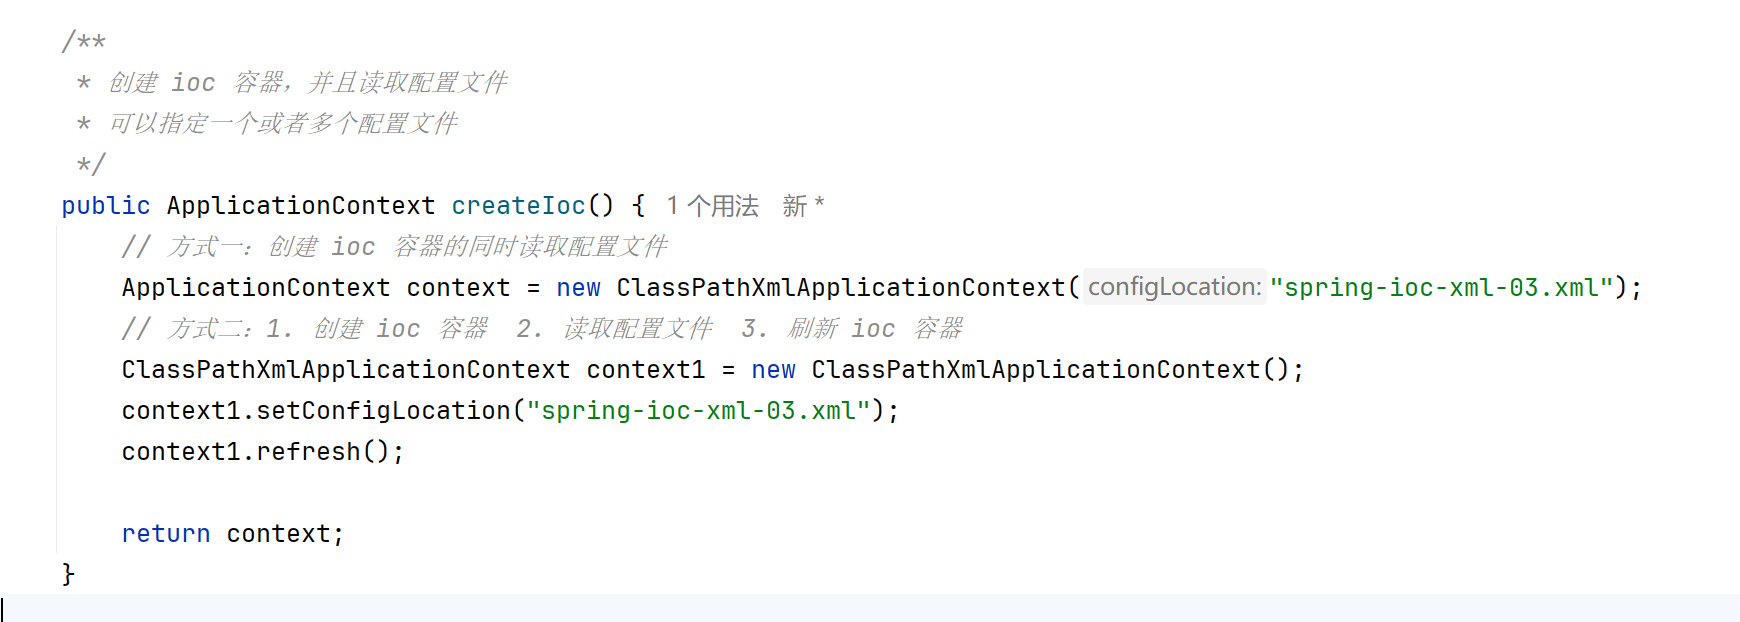 /**
 * 创建 ioc 容器，并且读取配置文件
 * 可以指定一个或者多个配置文件
 */
public ApplicationContext createIoc() { 1 个用法 新 *
    // 方式一：创建 ioc 容器的同时读取配置文件
    ApplicationContext context = new ClassPathXmlApplicationContext( configLocation: "spring-ioc-xml-03.xml");
    // 方式二：1. 创建 ioc 容器  2. 读取配置文件  3. 刷新 ioc 容器
    ClassPathXmlApplicationContext context1 = new ClassPathXmlApplicationContext();
    context1.setConfigLocation("spring-ioc-xml-03.xml");
    context1.refresh();
    return context;
}